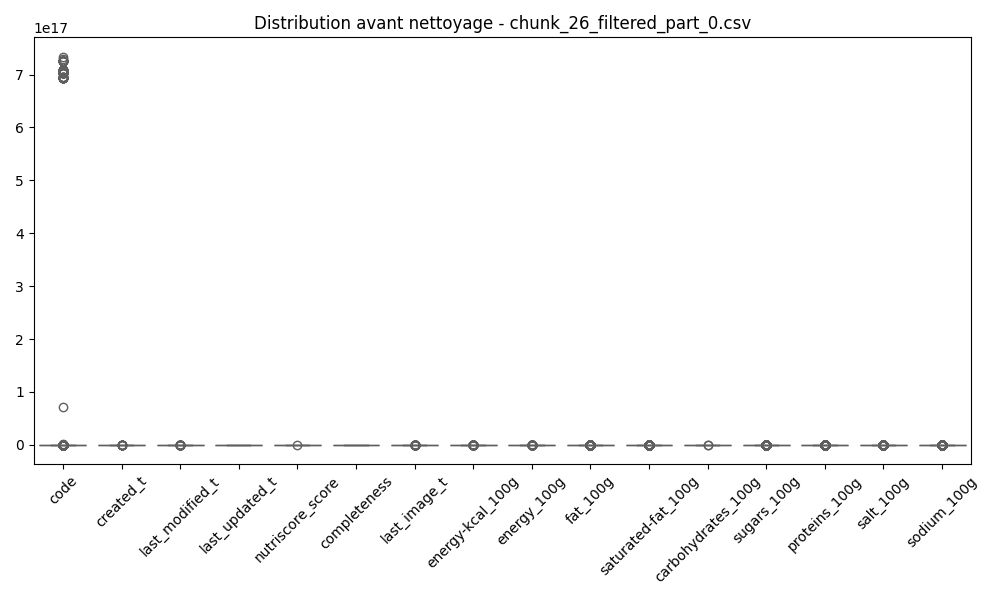 Distribution avant nettoyage - chunk_26_filtered_part_0.csv
1e17
7
6
5
4
3
2
1
0
code
created_t
last_modified_t
last_updated_t
nutriscore_score
completeness
last_image_t
energy-kcal_100g
energy_100g
fat_100g
saturated-fat_100g
carbohydrates_100g
sugars_100g
proteins_100g
salt_100g
sodium_100g